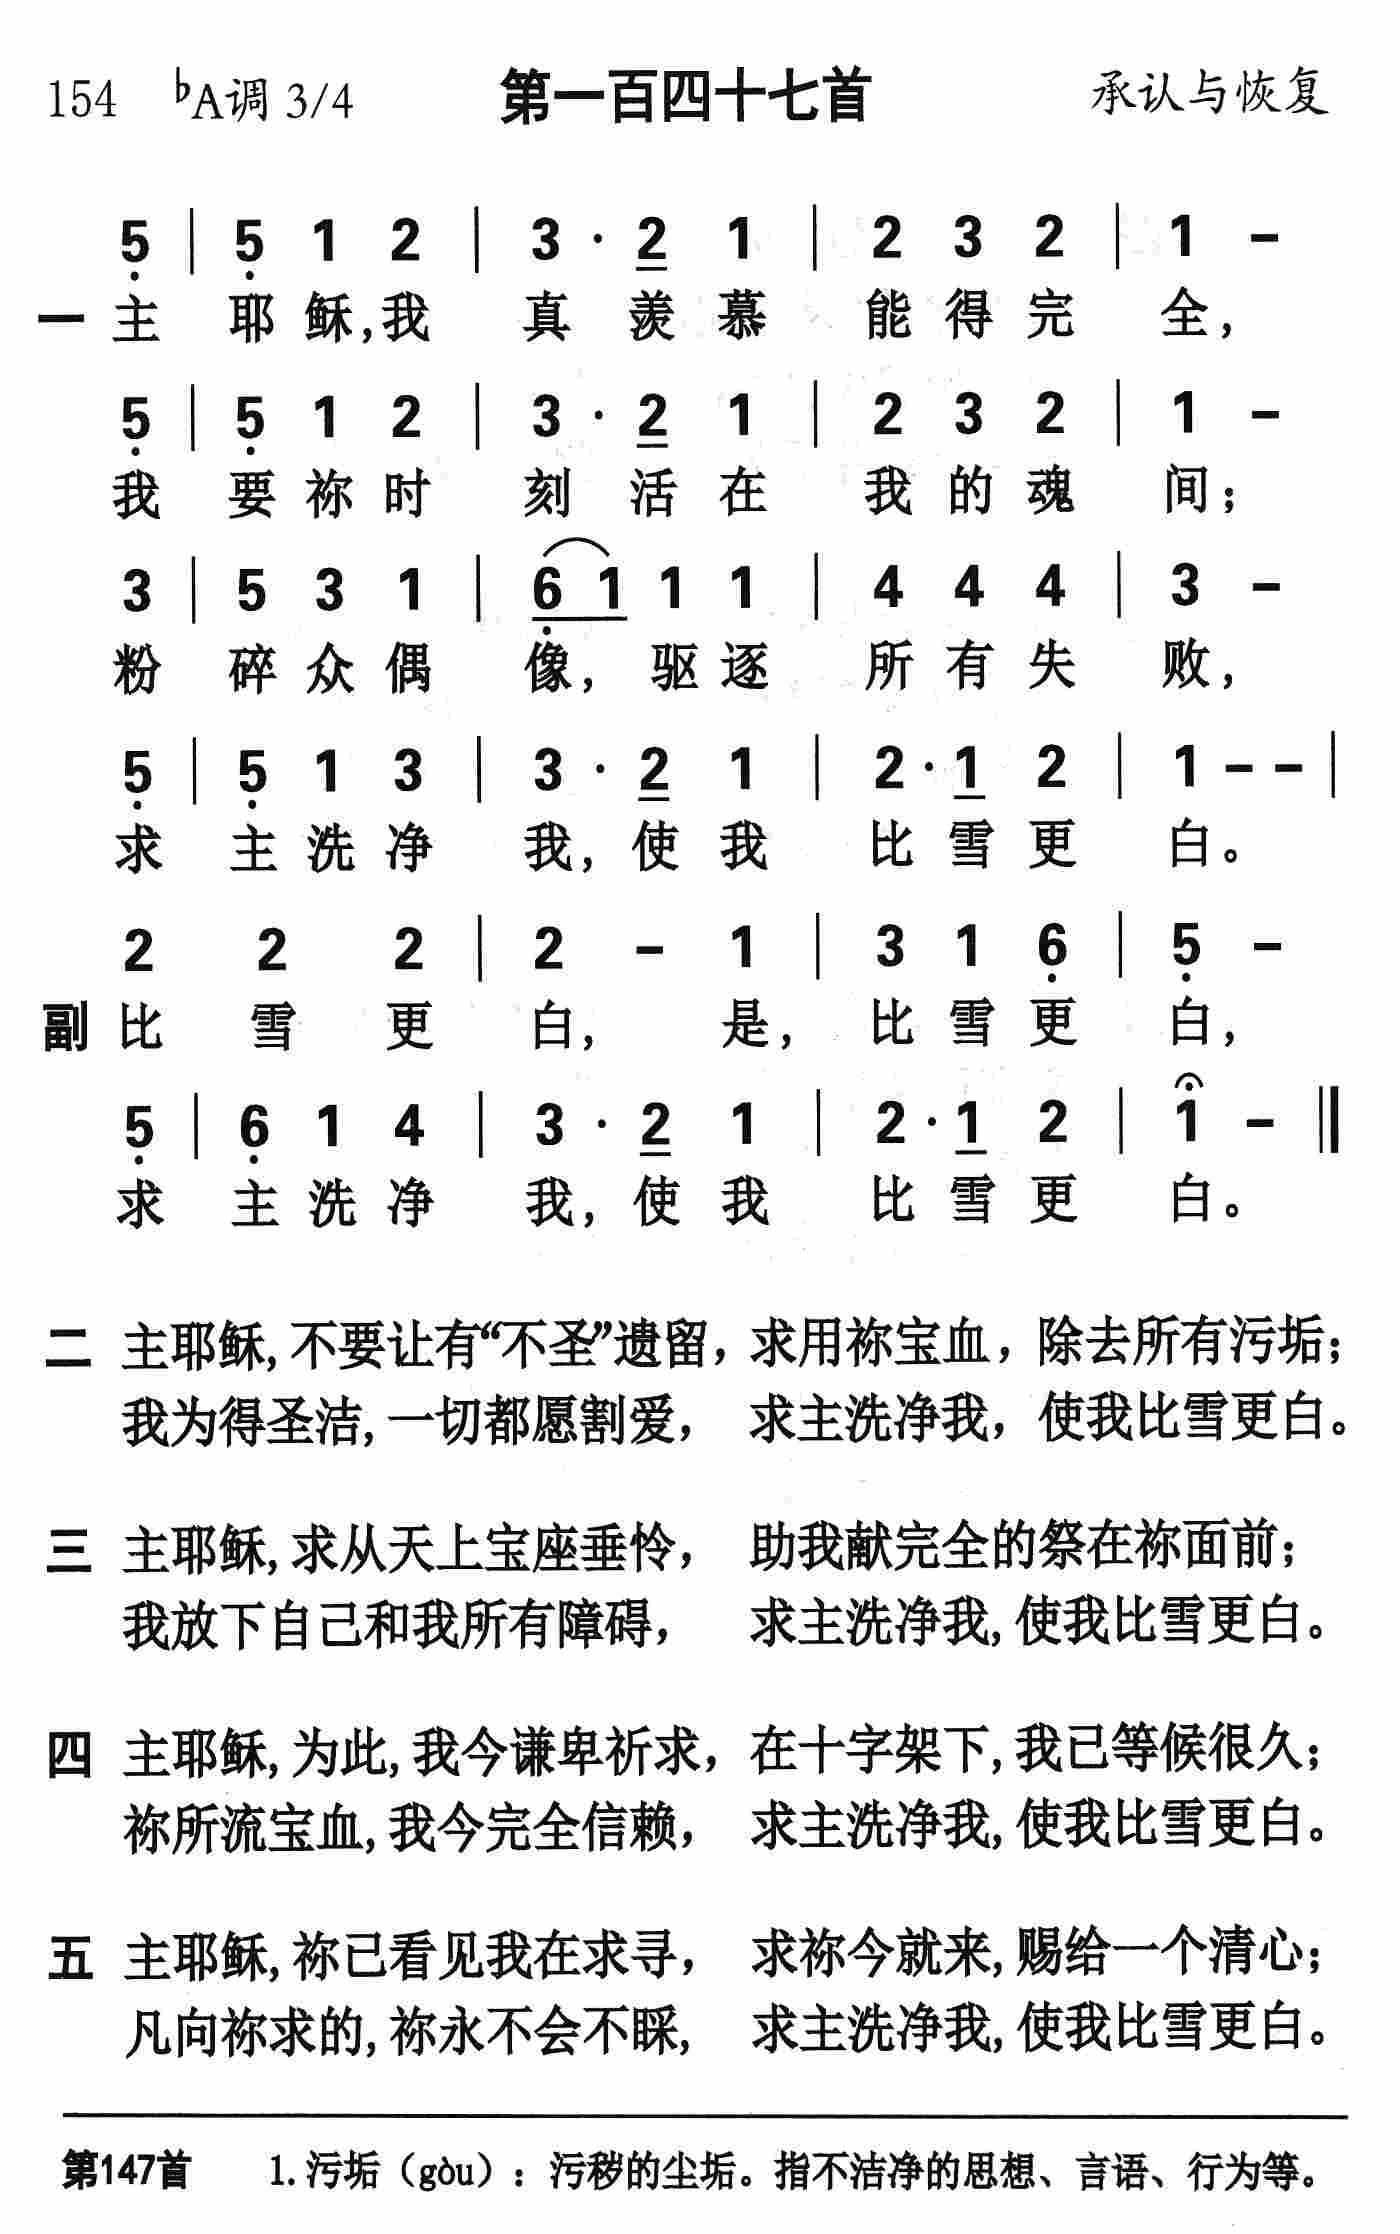 154 ♭A调 3/4 第一百四十七首 承认与恢复
5̣ | 5̣ 1 2 | 3 · 2 1 | 2 3 2 | 1 –
一 主 耶 稣,我 真 羡 慕 能 得 完 全,
5̣ | 5̣ 1 2 | 3 · 2 1 | 2 3 2 | 1 –
我 要 祢 时 刻 活 在 我 的 魂 间;
3 | 5 3 1 | 6̣ 1 1 1 | 4 4 4 | 3 –
粉 碎 众 偶 像, 驱 逐 所 有 失 败,
5̣ | 5̣ 1 3 | 3 · 2 1 | 2 · 1 2 | 1 – – |
求 主 洗 净 我, 使 我 比 雪 更 白。
2 2 2 | 2 – 1 | 3 1 6̣ | 5̣ –
副 比 雪 更 白, 是, 比 雪 更 白,
5̣ | 6̣ 1 4 | 3 · 2 1 | 2 · 1 2 | 1 – ‖
求 主 洗 净 我, 使 我 比 雪 更 白。
二 主耶稣,不要让有“不圣”遗留,求用祢宝血,除去所有污垢;
我为得圣洁,一切都愿割爱, 求主洗净我,使我比雪更白。
三 主耶稣,求从天上宝座垂怜, 助我献完全的祭在祢面前;
我放下自己和我所有障碍, 求主洗净我,使我比雪更白。
四 主耶稣,为此,我今谦卑祈求,在十字架下,我已等候很久;
祢所流宝血,我今完全信赖, 求主洗净我,使我比雪更白。
五 主耶稣,祢已看见我在求寻, 求祢今就来,赐给一个清心;
凡向祢求的,祢永不会不睬, 求主洗净我,使我比雪更白。
第147首 1.污垢（gòu）：污秽的尘垢。指不洁净的思想、言语、行为等。